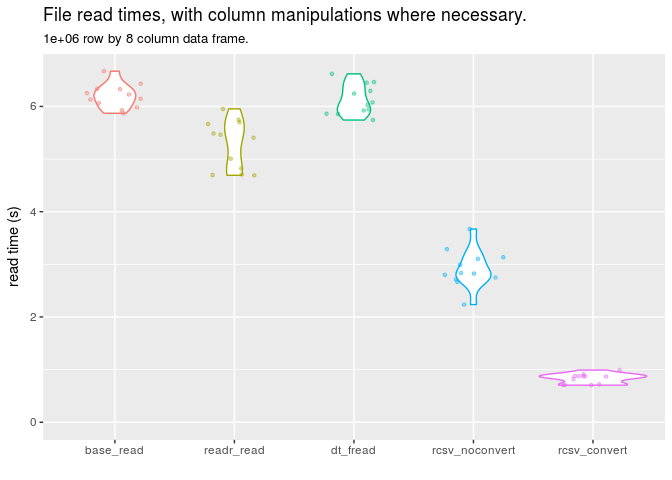 File read times, with column manipulations where necessary.
1e+06 row by 8 column data frame.
read time (s)
6
4
2
0
base_read readr_read dt_fread rcsv_noconvert rcsv_convert